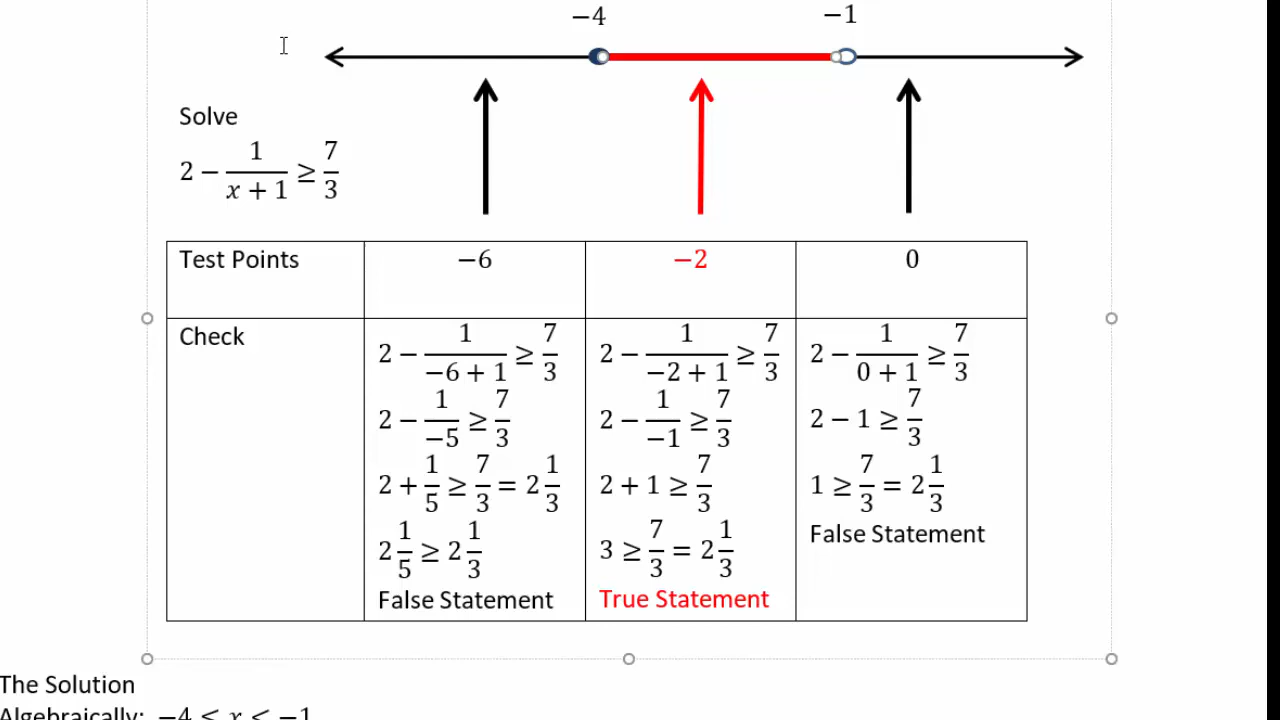 −4 −1
Solve
2 − 1/(x + 1) ≥ 7/3
Test Points −6 −2 0
Check
2 − 1/(−6 + 1) ≥ 7/3
2 − 1/(−5) ≥ 7/3
2 + 1/5 ≥ 7/3 = 2 1/3
2 1/5 ≥ 2 1/3
False Statement
2 − 1/(−2 + 1) ≥ 7/3
2 − 1/(−1) ≥ 7/3
2 + 1 ≥ 7/3
3 ≥ 7/3 = 2 1/3
True Statement
2 − 1/(0 + 1) ≥ 7/3
2 − 1 ≥ 7/3
1 ≥ 7/3 = 2 1/3
False Statement
The Solution
Algebraically: −4 ≤ x < −1